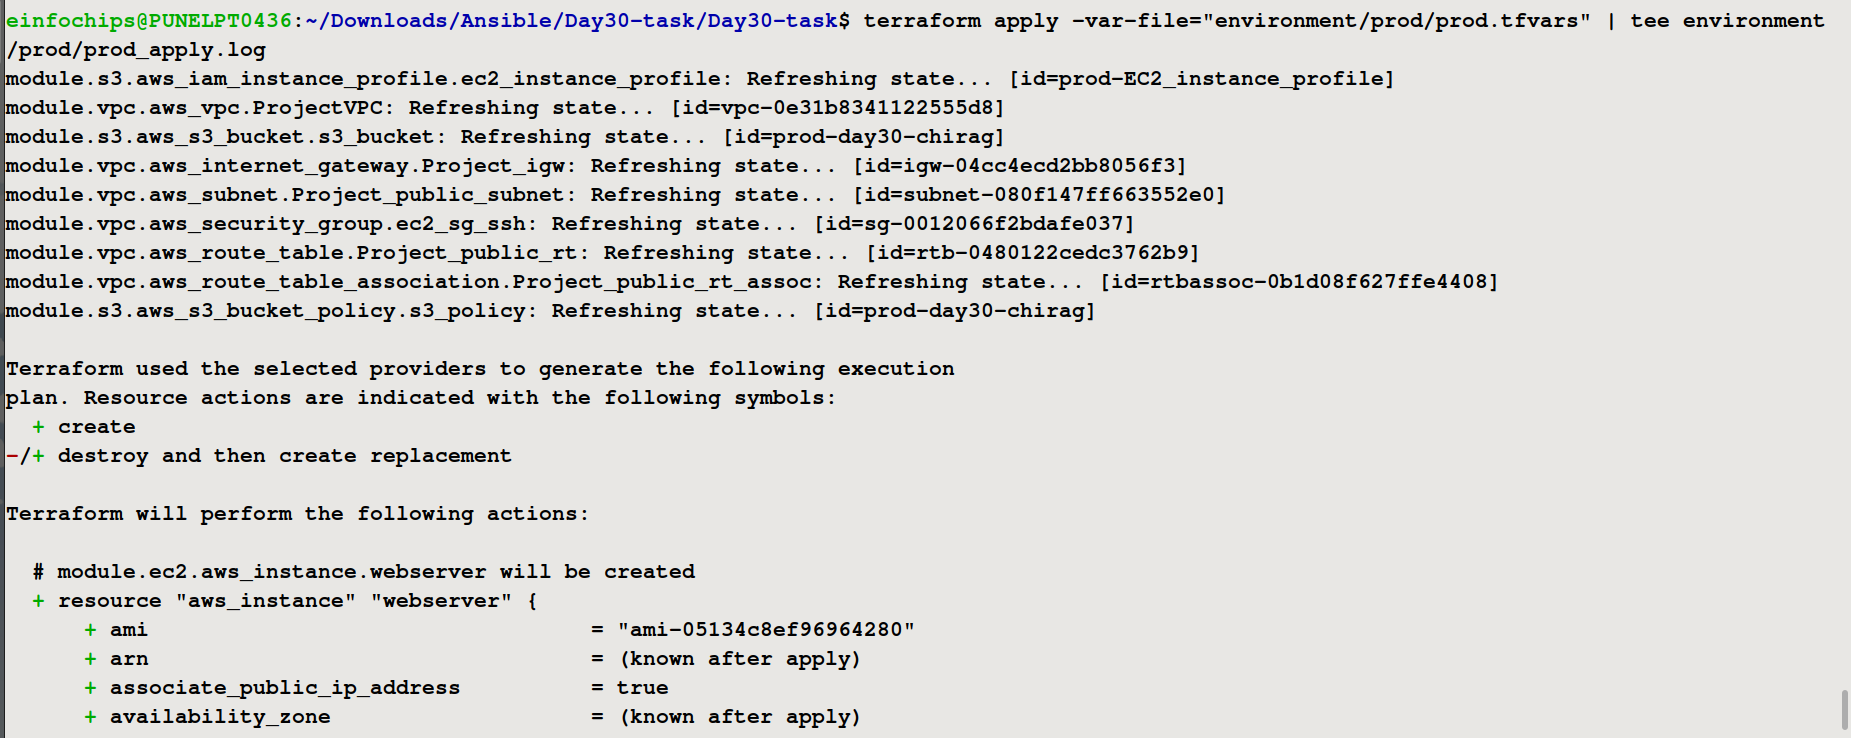 einfochips@PUNELPT0436:~/Downloads/Ansible/Day30-task/Day30-task$ terraform apply -var-file="environment/prod/prod.tfvars" | tee environment
/prod/prod_apply.log
module.s3.aws_iam_instance_profile.ec2_instance_profile: Refreshing state... [id=prod-EC2_instance_profile]
module.vpc.aws_vpc.ProjectVPC: Refreshing state... [id=vpc-0e31b8341122555d8]
module.s3.aws_s3_bucket.s3_bucket: Refreshing state... [id=prod-day30-chirag]
module.vpc.aws_internet_gateway.Project_igw: Refreshing state... [id=igw-04cc4ecd2bb8056f3]
module.vpc.aws_subnet.Project_public_subnet: Refreshing state... [id=subnet-080f147ff663552e0]
module.vpc.aws_security_group.ec2_sg_ssh: Refreshing state... [id=sg-0012066f2bdafe037]
module.vpc.aws_route_table.Project_public_rt: Refreshing state... [id=rtb-0480122cedc3762b9]
module.vpc.aws_route_table_association.Project_public_rt_assoc: Refreshing state... [id=rtbassoc-0b1d08f627ffe4408]
module.s3.aws_s3_bucket_policy.s3_policy: Refreshing state... [id=prod-day30-chirag]

Terraform used the selected providers to generate the following execution
plan. Resource actions are indicated with the following symbols:
  + create
-/+ destroy and then create replacement

Terraform will perform the following actions:

  # module.ec2.aws_instance.webserver will be created
  + resource "aws_instance" "webserver" {
      + ami                                  = "ami-05134c8ef96964280"
      + arn                                  = (known after apply)
      + associate_public_ip_address          = true
      + availability_zone                    = (known after apply)